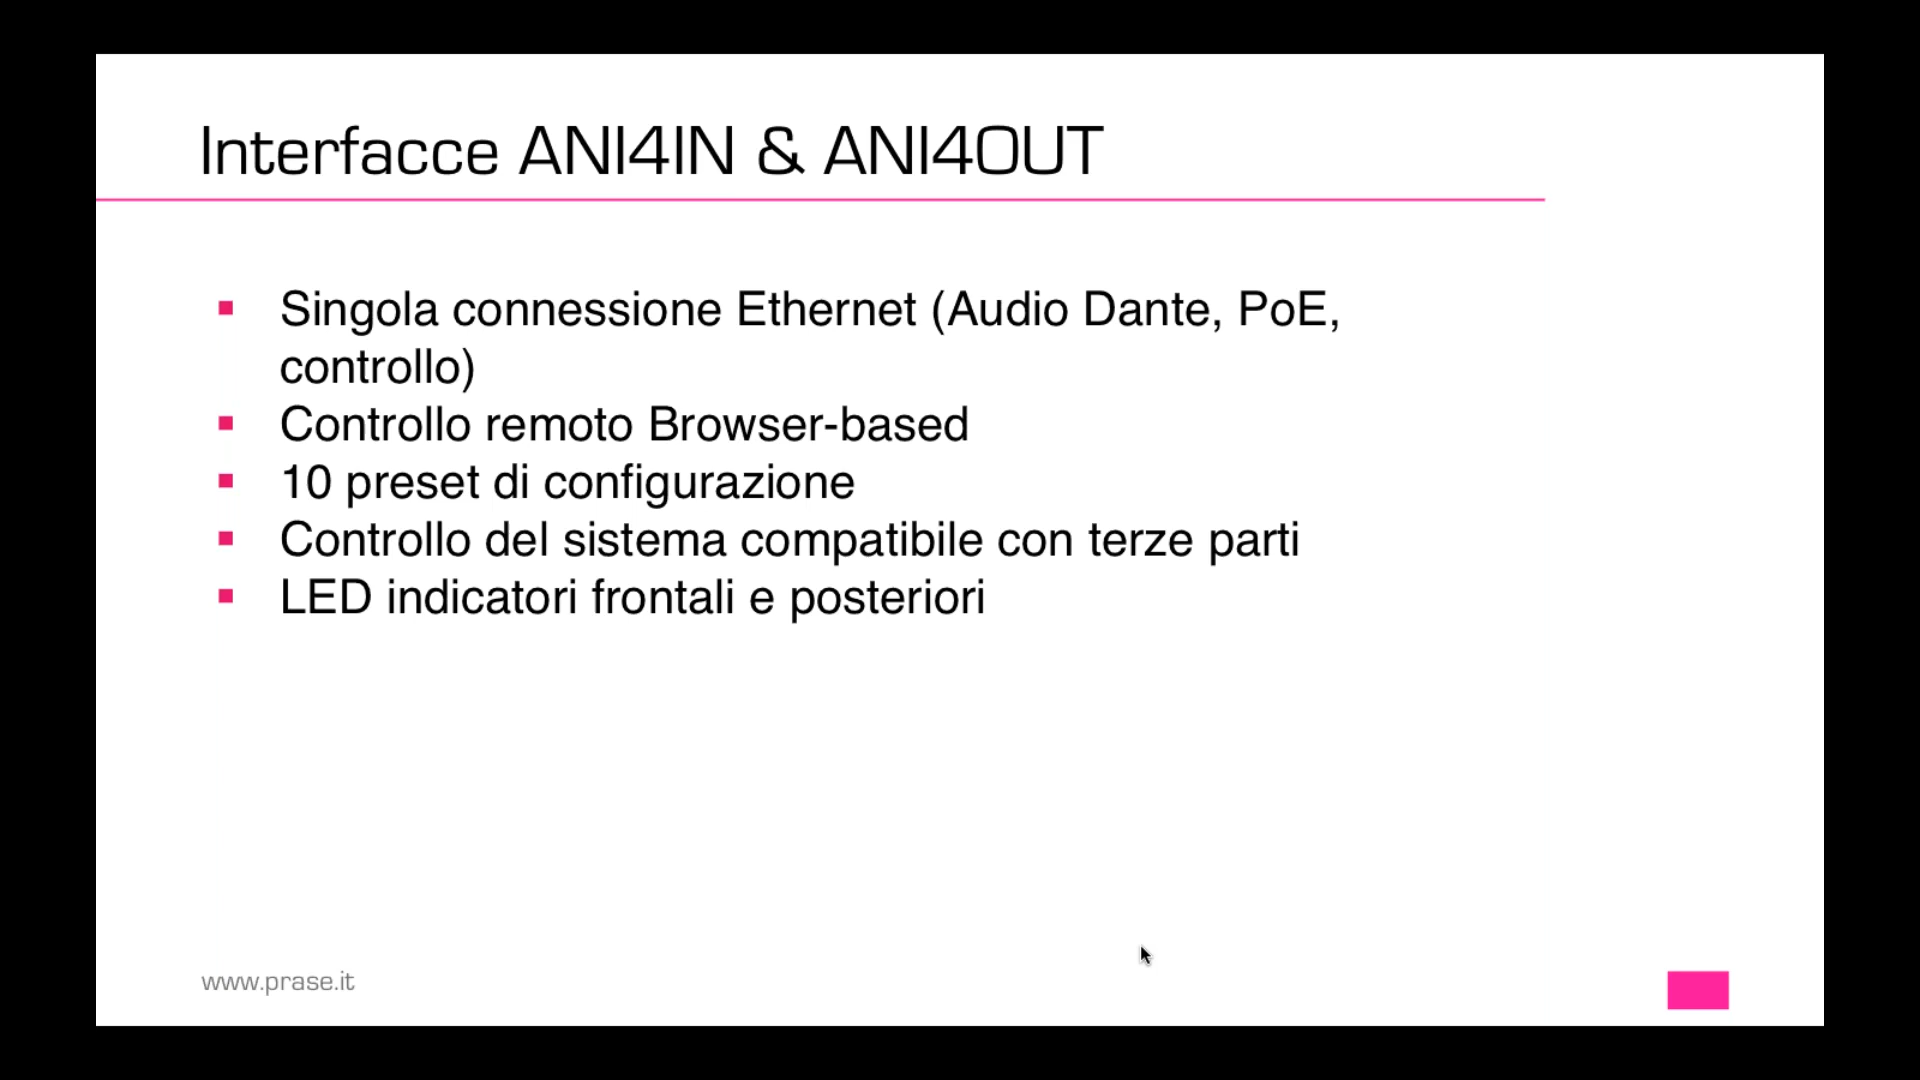 Interfacce ANI4IN & ANI4OUT
Singola connessione Ethernet (Audio Dante, PoE,
controllo)
Controllo remoto Browser-based
10 preset di configurazione
Controllo del sistema compatibile con terze parti
LED indicatori frontali e posteriori
www.prase.it